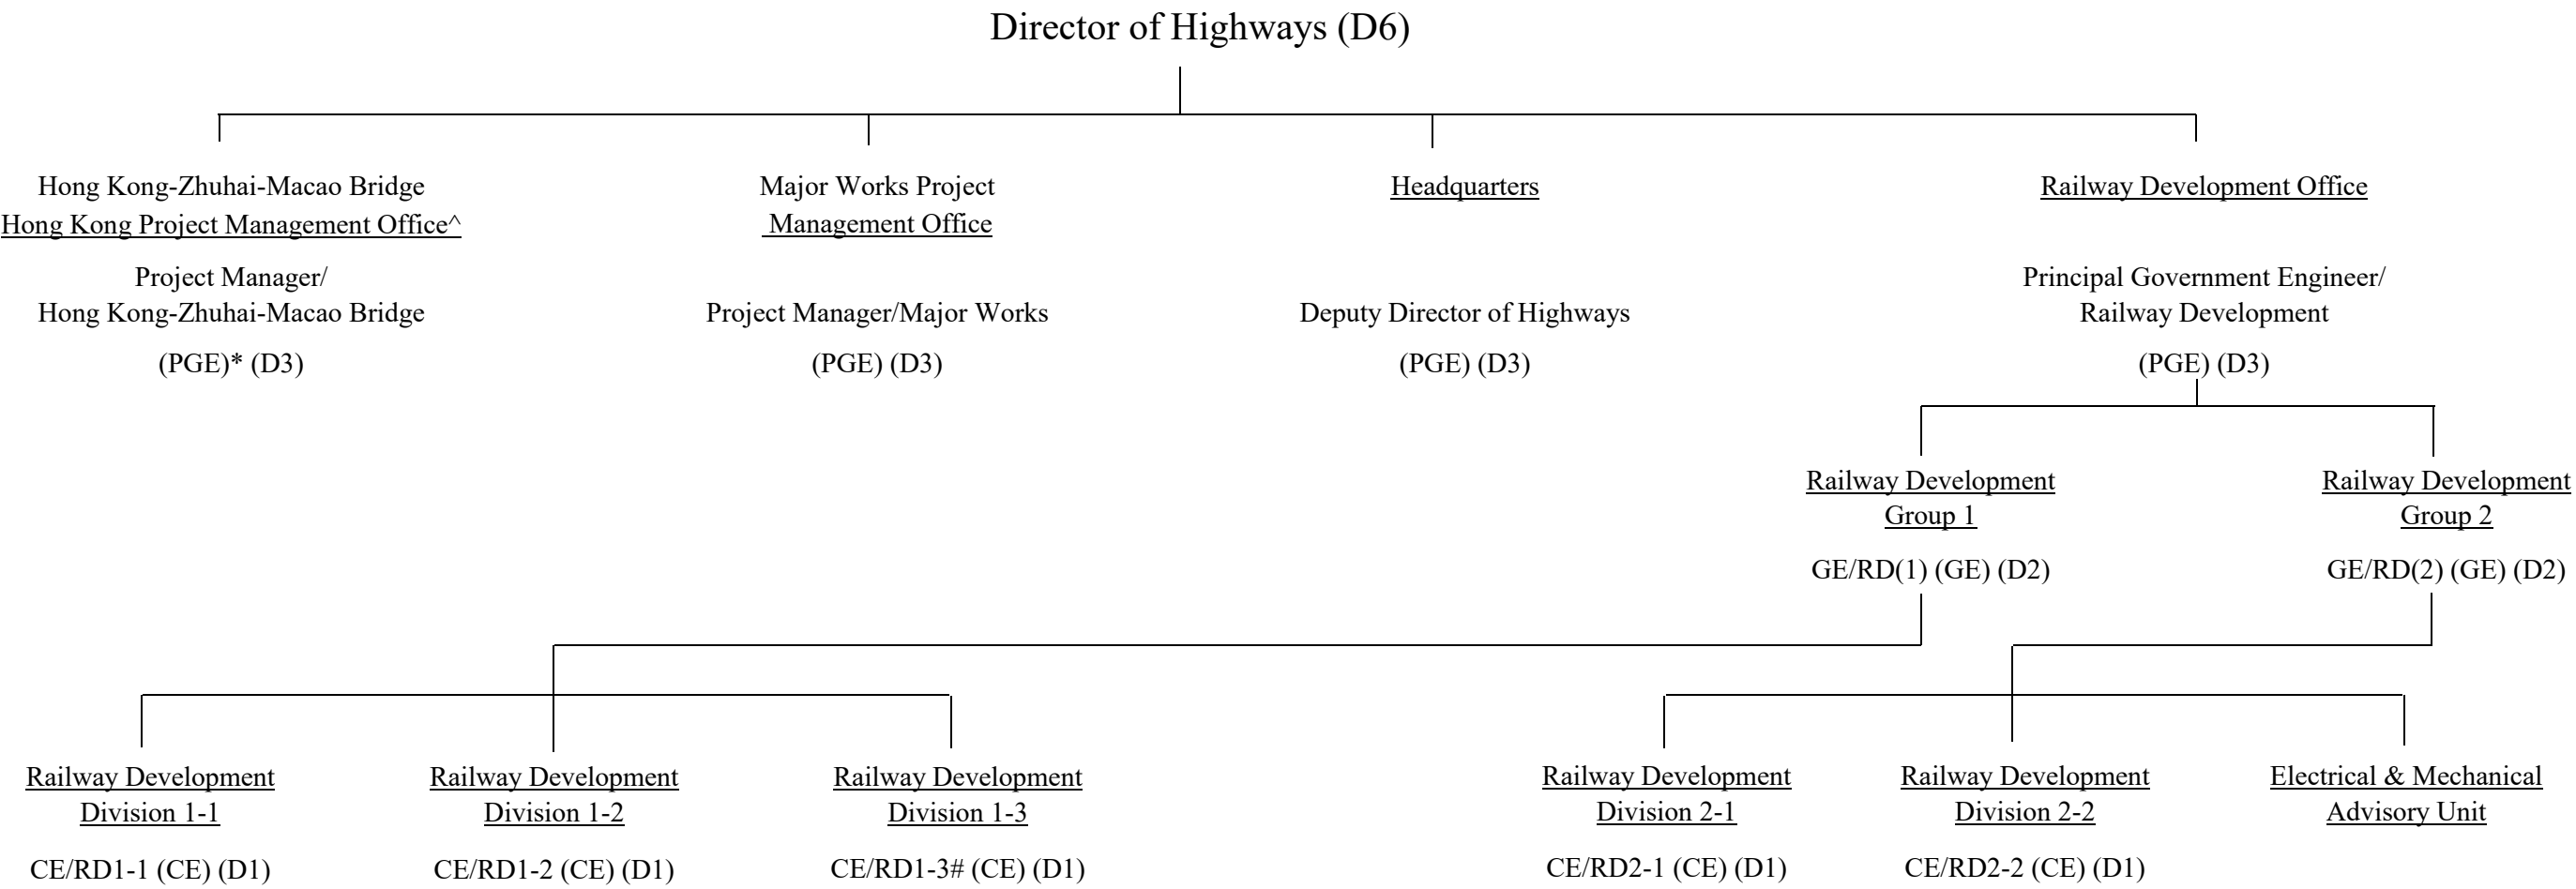 Director of Highways (D6)
Hong Kong-Zhuhai-Macao Bridge
Hong Kong Project Management Office^
Project Manager/
Hong Kong-Zhuhai-Macao Bridge
(PGE)* (D3)
Major Works Project
Management Office
Project Manager/Major Works
(PGE) (D3)
Headquarters
Deputy Director of Highways
(PGE) (D3)
Railway Development Office
Principal Government Engineer/
Railway Development
(PGE) (D3)
Railway Development
Group 1
GE/RD(1) (GE) (D2)
Railway Development
Group 2
GE/RD(2) (GE) (D2)
Railway Development
Division 1-1
CE/RD1-1 (CE) (D1)
Railway Development
Division 1-2
CE/RD1-2 (CE) (D1)
Railway Development
Division 1-3
CE/RD1-3# (CE) (D1)
Railway Development
Division 2-1
CE/RD2-1 (CE) (D1)
Railway Development
Division 2-2
CE/RD2-2 (CE) (D1)
Electrical & Mechanical
Advisory Unit